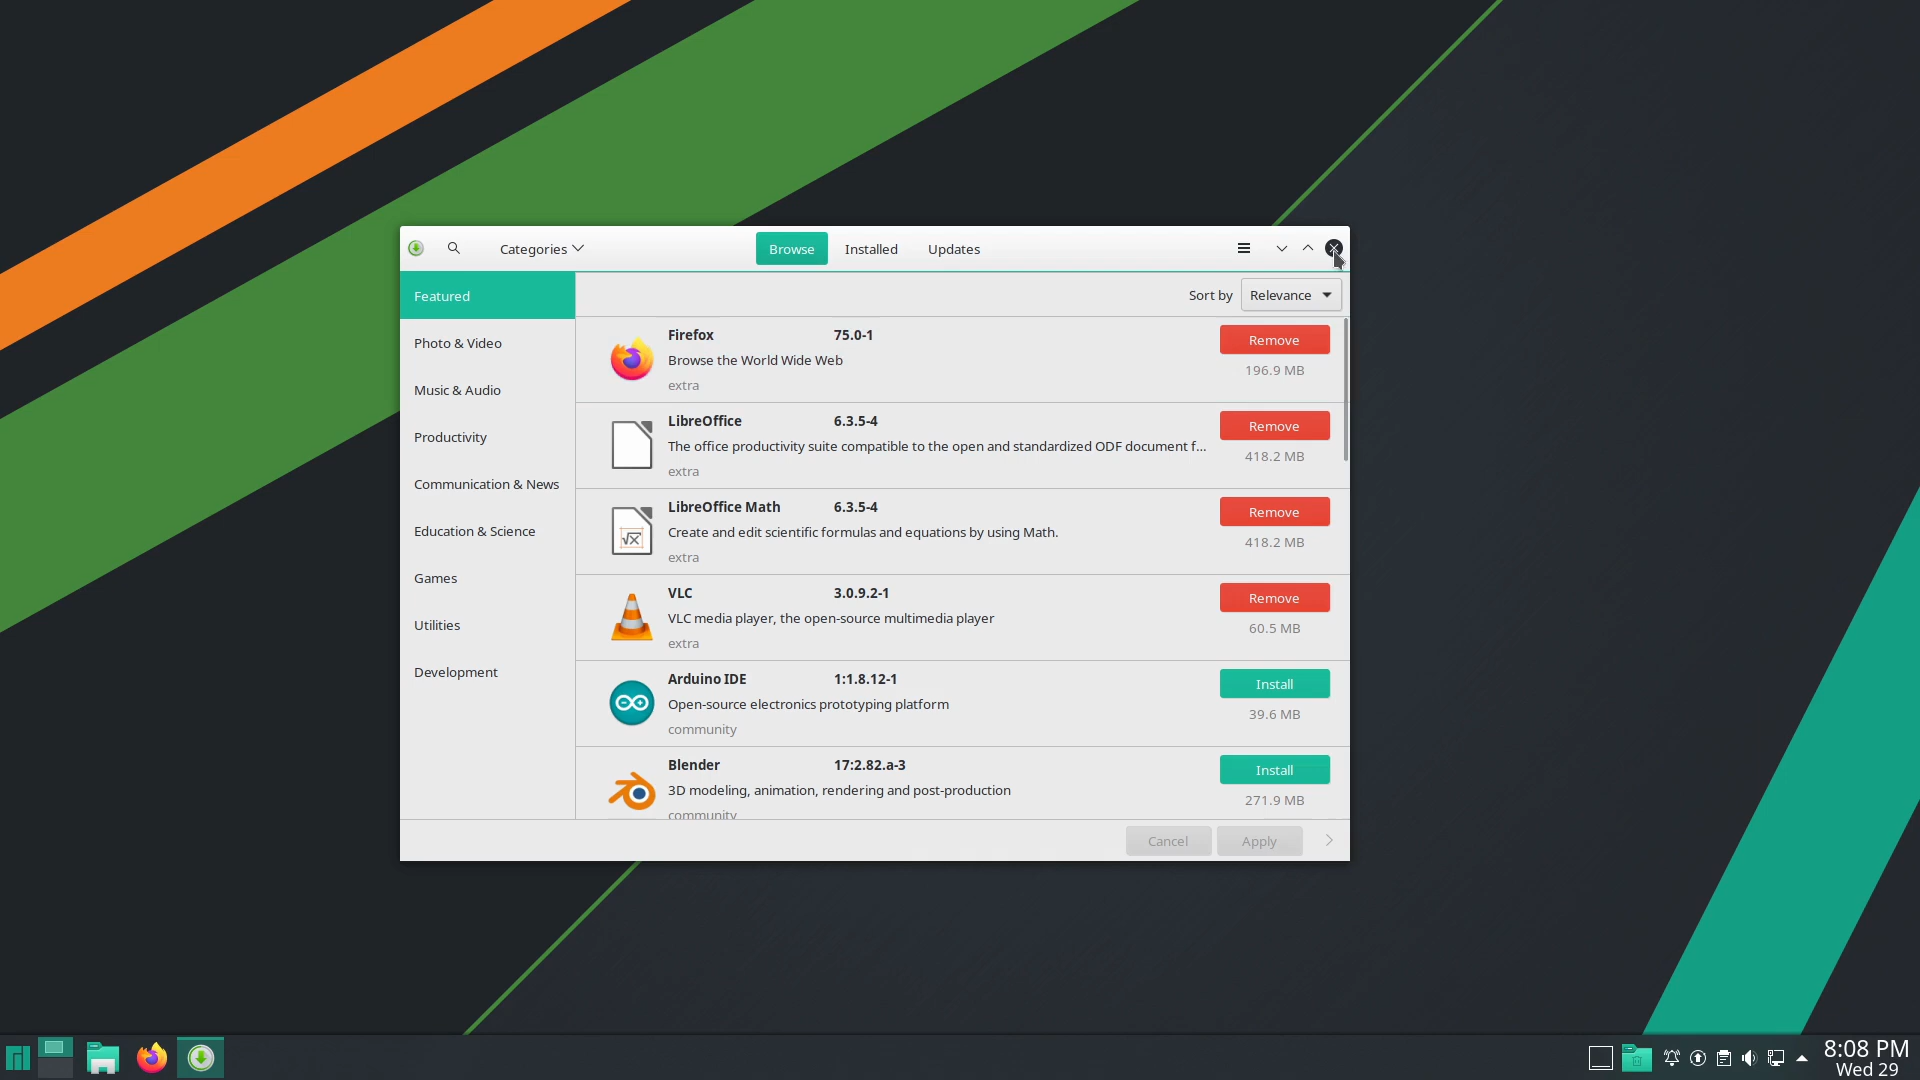 Categories
Browse
Installed
Updates
Featured
Photo & Video
Music & Audio
Productivity
Communication & News
Education & Science
Games
Utilities
Development
Sort by
Relevance
Firefox 75.0-1
Browse the World Wide Web
extra
Remove
196.9 MB
LibreOffice 6.3.5-4
The office productivity suite compatible to the open and standardized ODF document f...
extra
Remove
418.2 MB
LibreOffice Math 6.3.5-4
Create and edit scientific formulas and equations by using Math.
extra
Remove
418.2 MB
VLC 3.0.9.2-1
VLC media player, the open-source multimedia player
extra
Remove
60.5 MB
Arduino IDE 1:1.8.12-1
Open-source electronics prototyping platform
community
Install
39.6 MB
Blender 17:2.82.a-3
3D modeling, animation, rendering and post-production
community
Install
271.9 MB
Cancel
Apply
8:08 PM
Wed 29